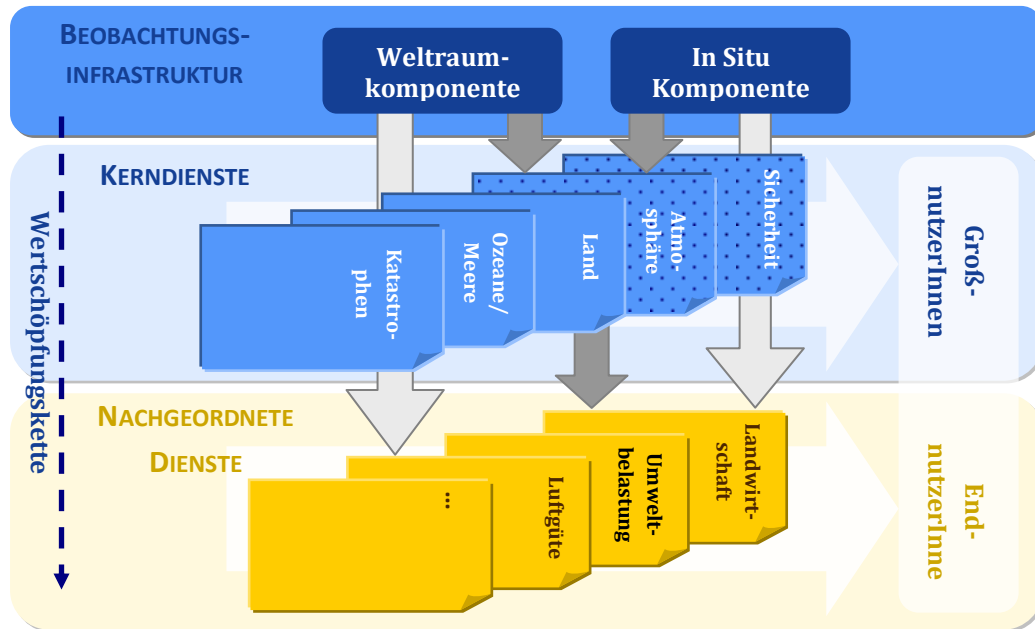 BEOBACHTUNGS-
INFRASTRUKTUR
Weltraum-
komponente
In Situ
Komponente
Wertschöpfungskette
KERNDIENSTE
Katastro-
phen
Ozeane/
Meere
Land
Atmo-
sphäre
Sicherheit
Groß-
nutzerInnen
NACHGEORDNETE
DIENSTE
...
Luftgüte
Umwelt-
belastung
Landwirt-
schaft
End-
nutzerInne